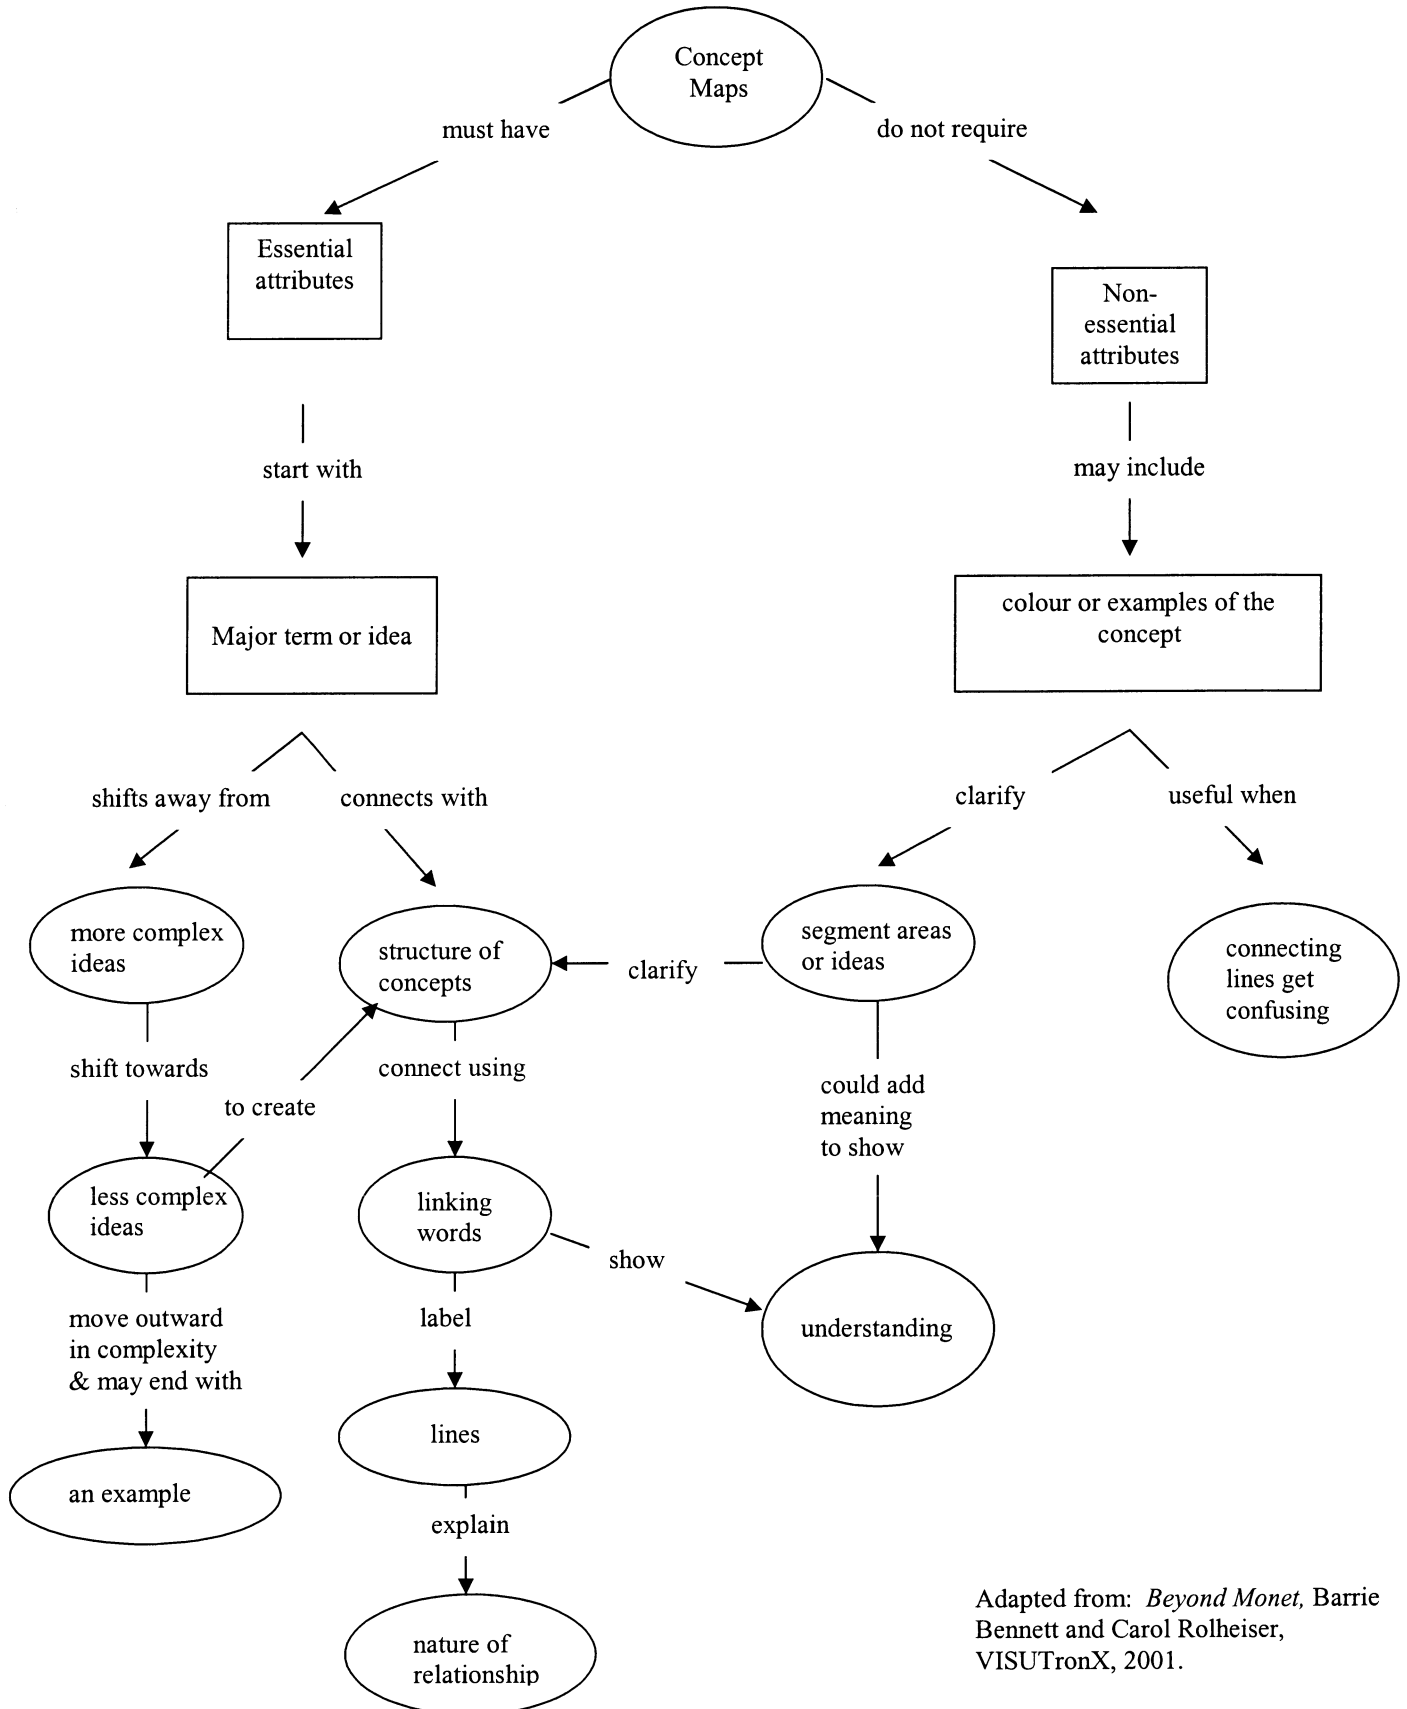 Concept
Maps
must have
do not require
Essential
attributes
Non-
essential
attributes
start with
may include
Major term or idea
colour or examples of the
concept
shifts away from
connects with
clarify
useful when
more complex
ideas
structure of
concepts
clarify
segment areas
or ideas
connecting
lines get
confusing
shift towards
to create
connect using
could add
meaning
to show
less complex
ideas
linking
words
show
understanding
move outward
in complexity
& may end with
label
lines
an example
explain
nature of
relationship
Adapted from: Beyond Monet, Barrie
Bennett and Carol Rolheiser,
VISUTronX, 2001.